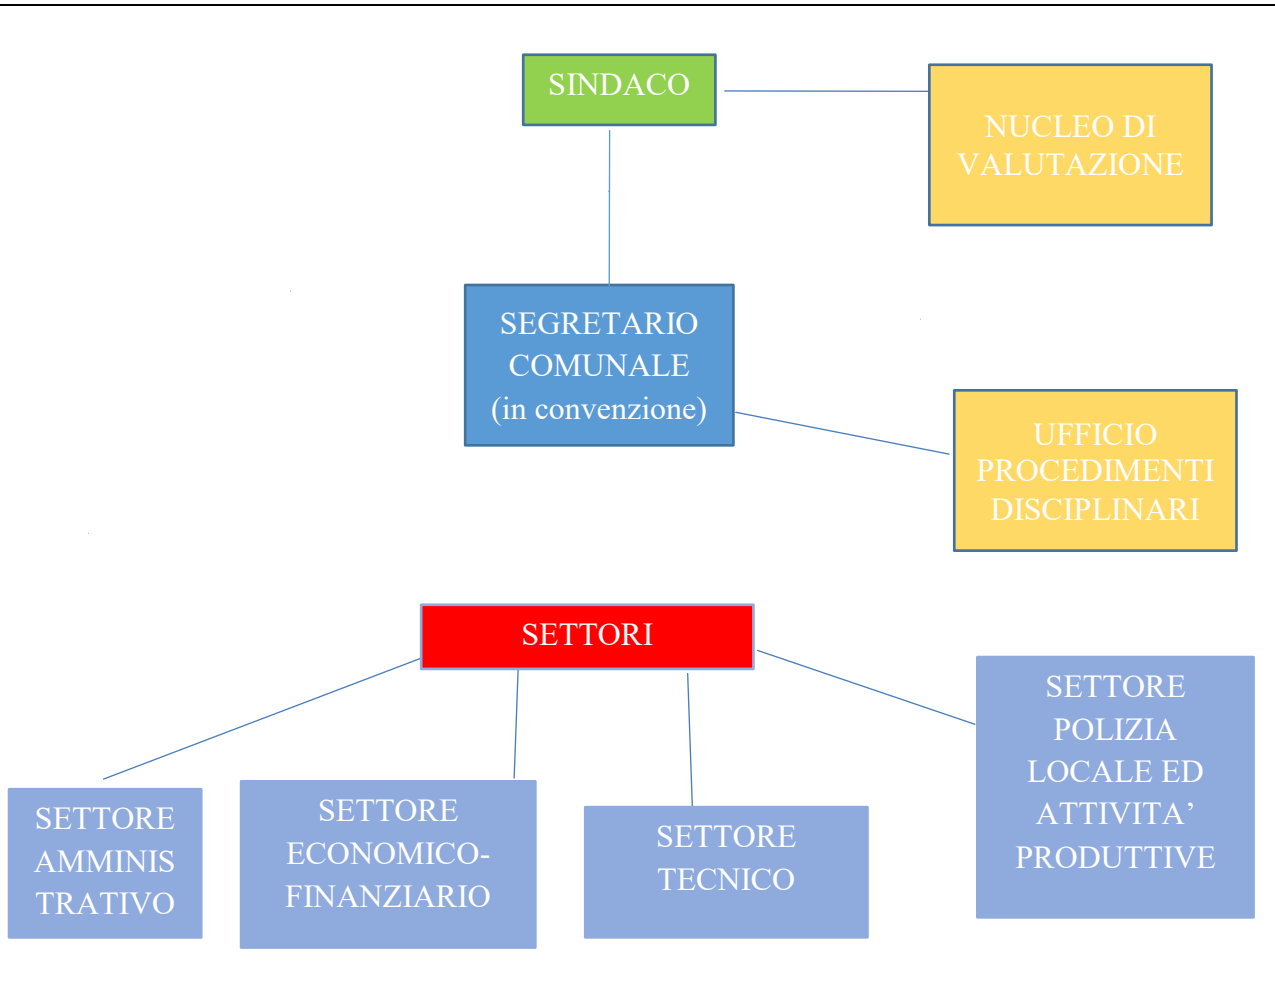 SINDACO
NUCLEO DI
VALUTAZIONE
SEGRETARIO
COMUNALE
(in convenzione)
UFFICIO
PROCEDIMENTI
DISCIPLINARI
SETTORI
SETTORE
AMMINIS
TRATIVO
SETTORE
ECONOMICO-
FINANZIARIO
SETTORE
TECNICO
SETTORE
POLIZIA
LOCALE ED
ATTIVITA’
PRODUTTIVE